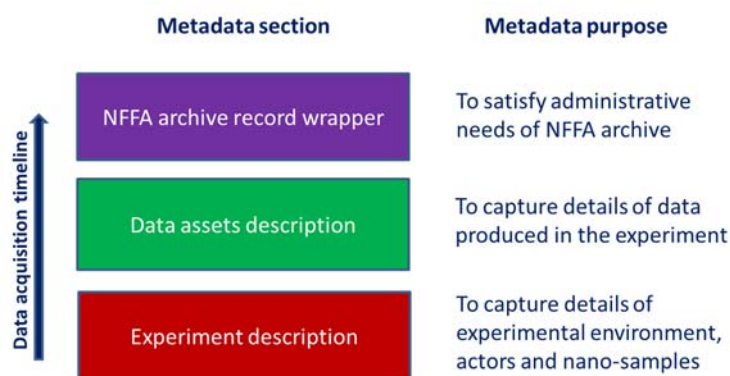 Metadata section
Metadata purpose
NFFA archive record wrapper
To satisfy administrative
needs of NFFA archive
Data assets description
To capture details of data
produced in the experiment
Experiment description
To capture details of
experimental environment,
actors and nano-samples
Data acquisition timeline